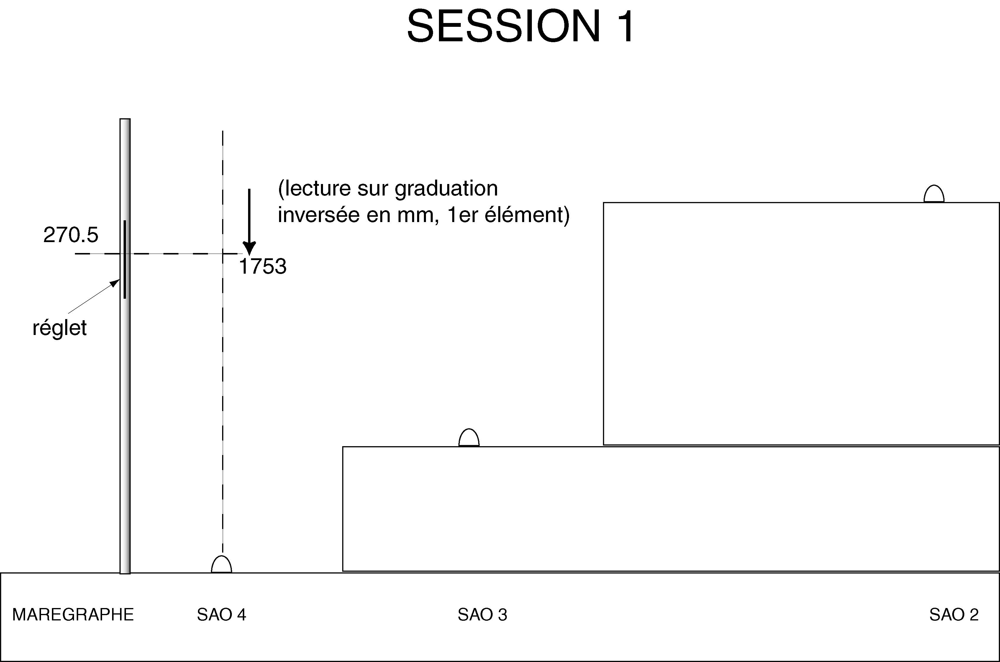 SESSION 1
(lecture sur graduation
inversée en mm, 1er élément)
270.5
1753
réglet
MAREGRAPHE
SAO 4
SAO 3
SAO 2